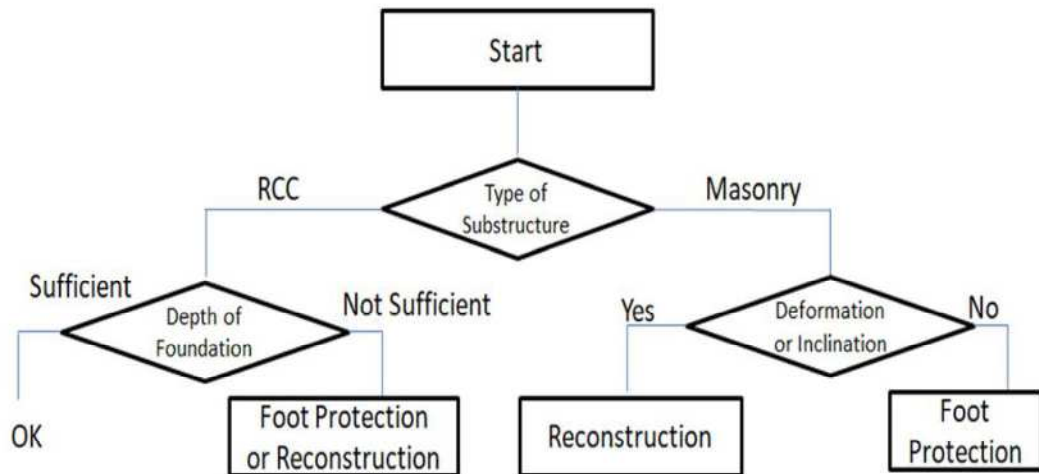 Start
RCC
Type of
Substructure
Masonry
Sufficient
Depth of
Foundation
Not Sufficient
Yes
Deformation
or Inclination
No
OK
Foot Protection
or Reconstruction
Reconstruction
Foot
Protection